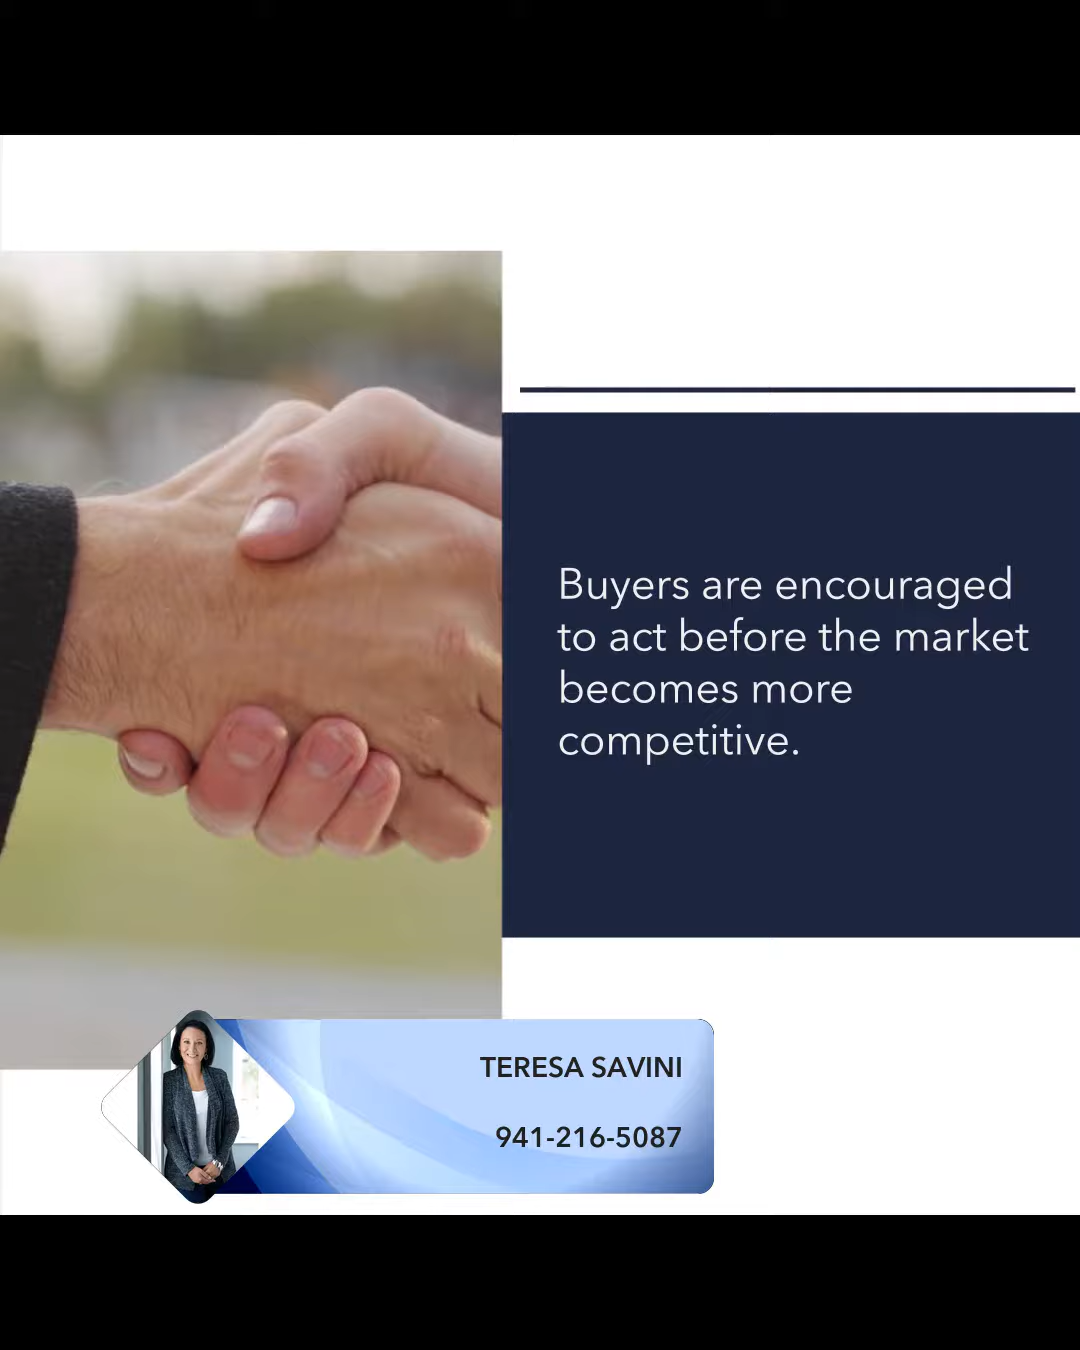 Buyers are encouraged
to act before the market
becomes more
competitive.
TERESA SAVINI
941-216-5087